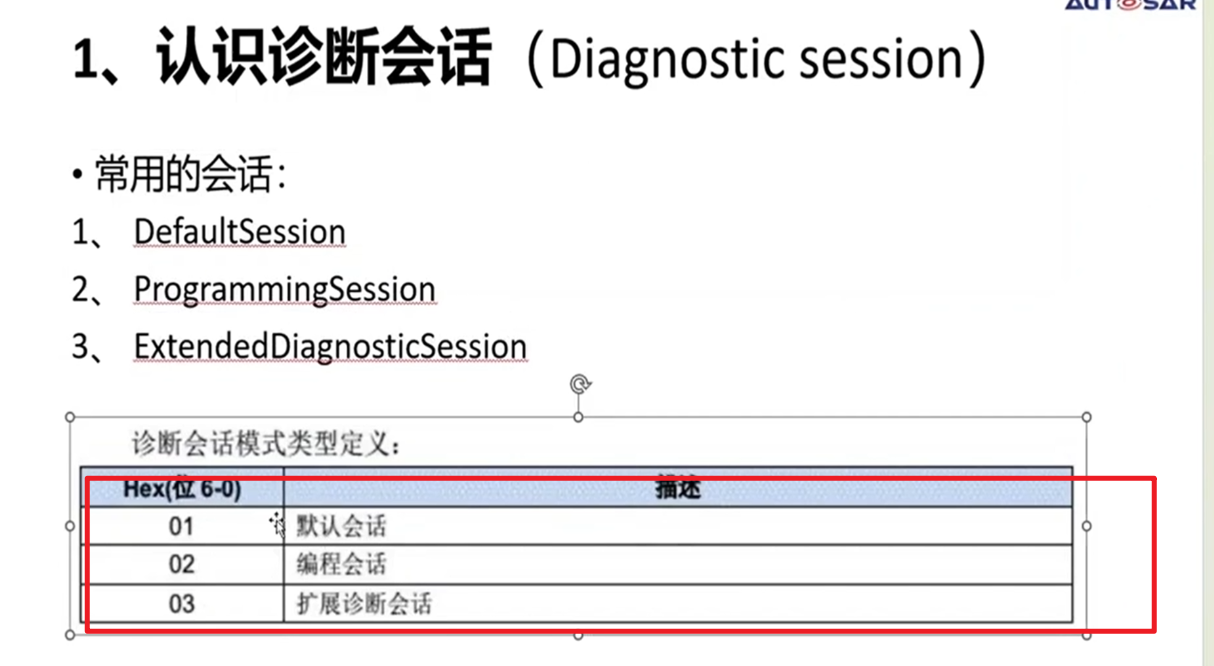 AUTOSAR
1、认识诊断会话（Diagnostic session）
• 常用的会话：
1、 DefaultSession
2、 ProgrammingSession
3、 ExtendedDiagnosticSession
诊断会话模式类型定义：
Hex(位 6-0) 描述
01 默认会话
02 编程会话
03 扩展诊断会话